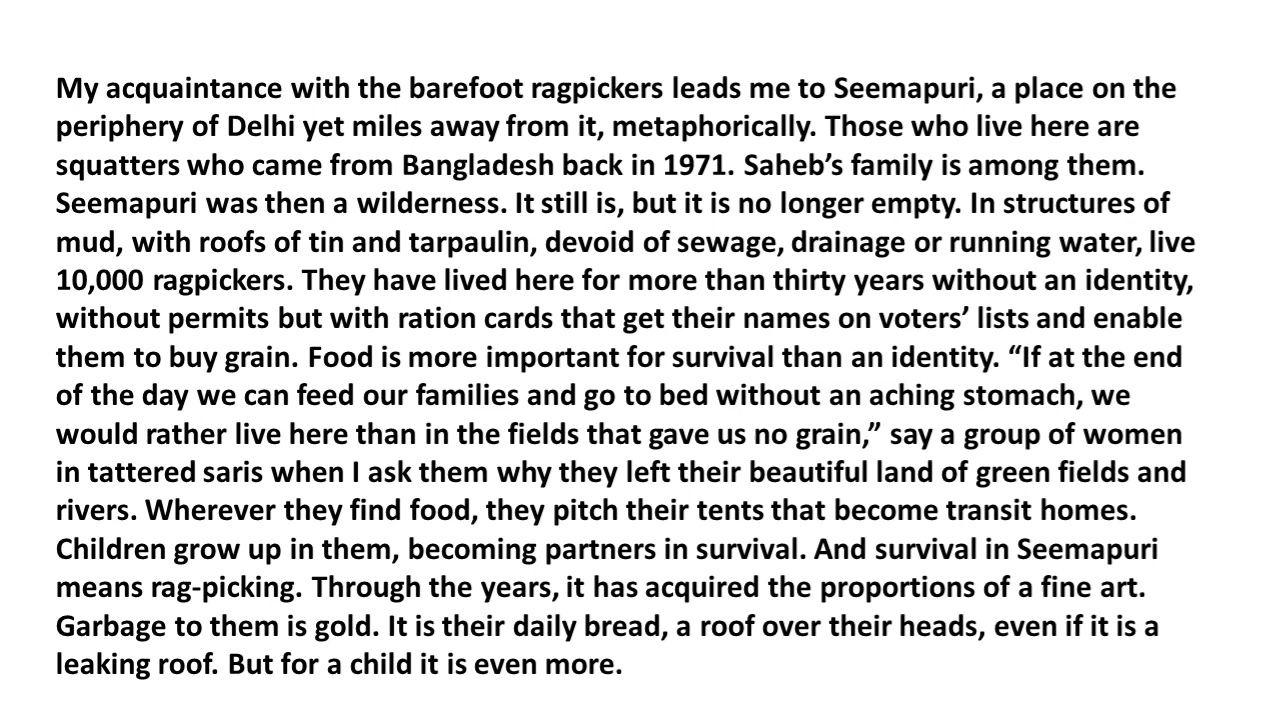 My acquaintance with the barefoot ragpickers leads me to Seemapuri, a place on the
periphery of Delhi yet miles away from it, metaphorically. Those who live here are
squatters who came from Bangladesh back in 1971. Saheb’s family is among them.
Seemapuri was then a wilderness. It still is, but it is no longer empty. In structures of
mud, with roofs of tin and tarpaulin, devoid of sewage, drainage or running water, live
10,000 ragpickers. They have lived here for more than thirty years without an identity,
without permits but with ration cards that get their names on voters’ lists and enable
them to buy grain. Food is more important for survival than an identity. “If at the end
of the day we can feed our families and go to bed without an aching stomach, we
would rather live here than in the fields that gave us no grain,” say a group of women
in tattered saris when I ask them why they left their beautiful land of green fields and
rivers. Wherever they find food, they pitch their tents that become transit homes.
Children grow up in them, becoming partners in survival. And survival in Seemapuri
means rag-picking. Through the years, it has acquired the proportions of a fine art.
Garbage to them is gold. It is their daily bread, a roof over their heads, even if it is a
leaking roof. But for a child it is even more.